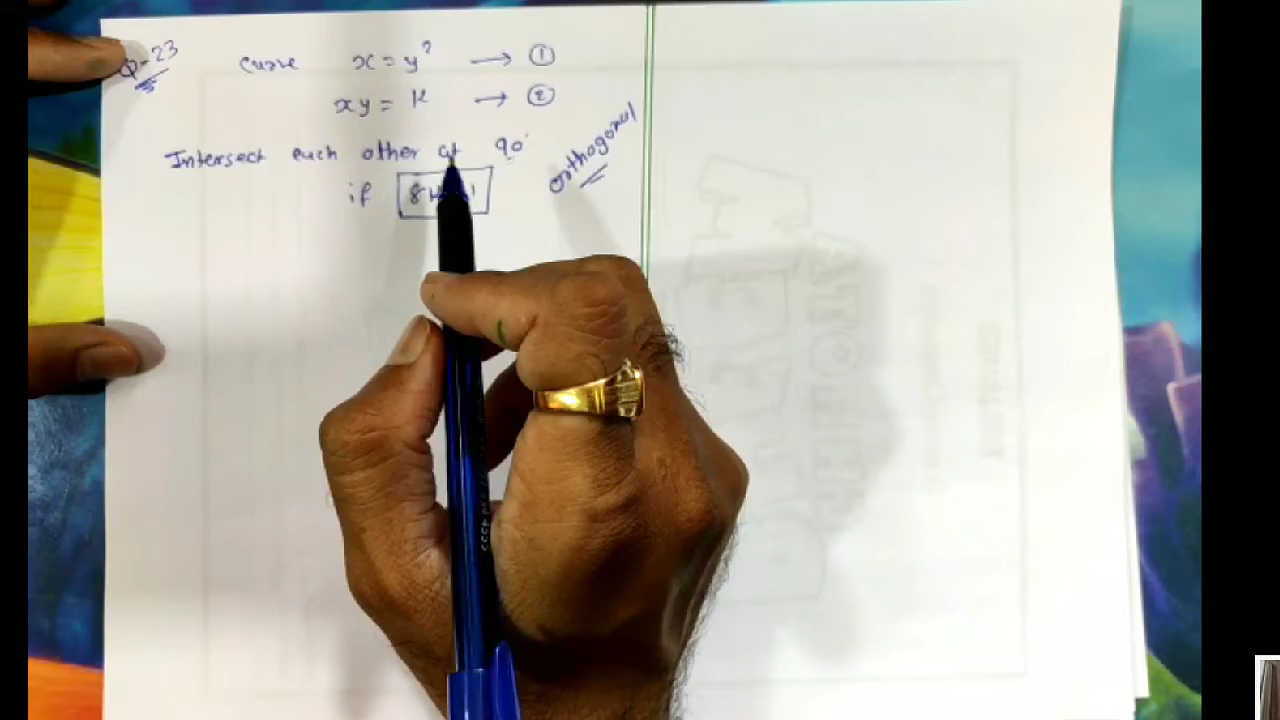 Q-23 curve x = y² → ①
xy = k → ②
Intersect each other at 90°
if
orthogonal